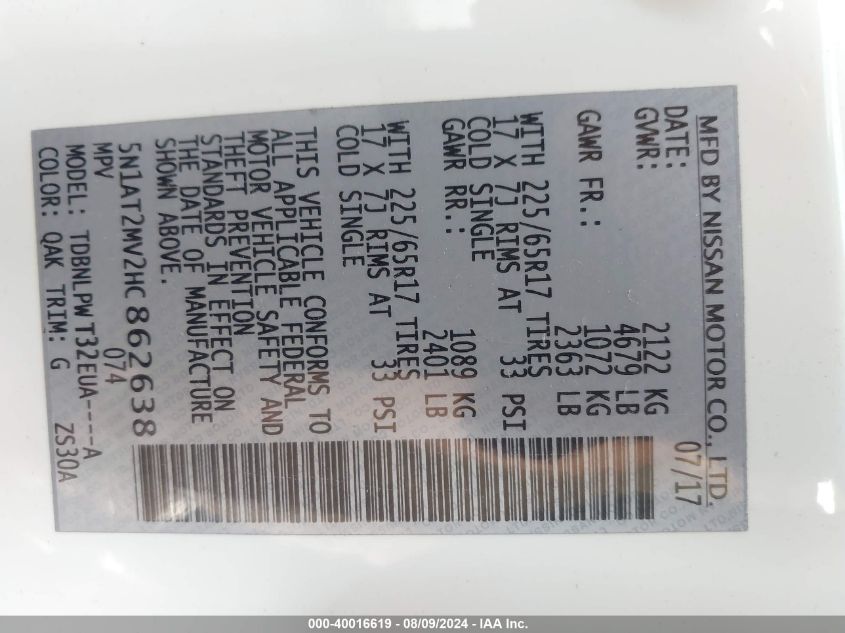 MFD BY NISSAN MOTOR CO., LTD.
DATE: 07/17
GVWR: 2122 KG
4679 LB
GAWR FR.: 1072 KG
2363 LB
WITH 225/65R17 TIRES
17 X 7J RIMS AT 33 PSI
COLD SINGLE
GAWR RR.: 1089 KG
2401 LB
WITH 225/65R17 TIRES
17 X 7J RIMS AT 33 PSI
COLD SINGLE
THIS VEHICLE CONFORMS TO
ALL APPLICABLE FEDERAL
MOTOR VEHICLE SAFETY AND
THEFT PREVENTION
STANDARDS IN EFFECT ON
THE DATE OF MANUFACTURE
SHOWN ABOVE.
5N1AT2MV2HC862638
MPV 074
MODEL: TDBNLPW T32EUA----A
COLOR: QAK TRIM: G ZS30A
000-40016619 - 08/09/2024 - IAA Inc.